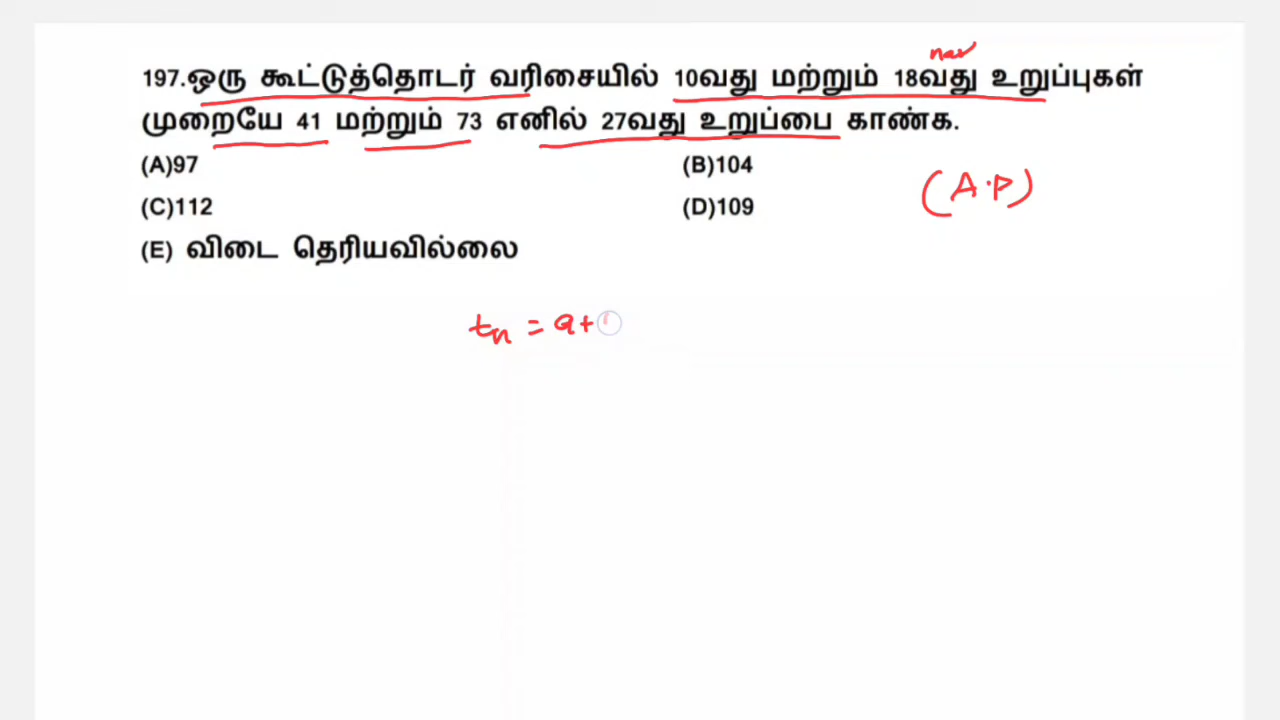 197.ஒரு கூட்டுத்தொடர் வரிசையில் 10வது மற்றும் 18வது உறுப்புகள்
முறையே 41 மற்றும் 73 எனில் 27வது உறுப்பை காண்க.
(A)97 (B)104
(A.P)
(C)112 (D)109
(E) விடை தெரியவில்லை
tn = a+